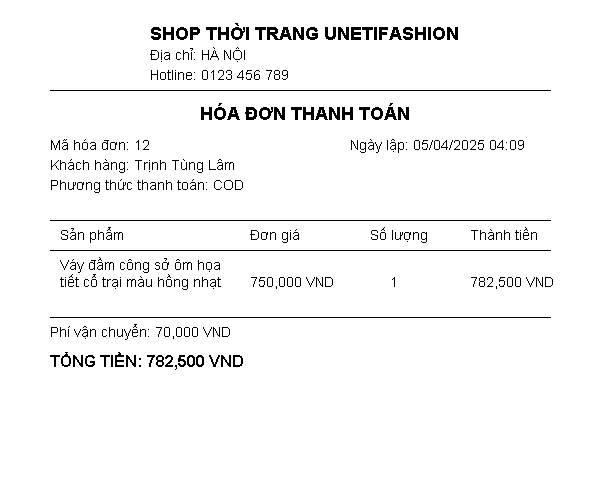 SHOP THỜI TRANG UNETIFASHION
Địa chỉ: HÀ NỘI
Hotline: 0123 456 789
HÓA ĐƠN THANH TOÁN
Mã hóa đơn: 12 Ngày lập: 05/04/2025 04:09
Khách hàng: Trịnh Tùng Lâm
Phương thức thanh toán: COD
Sản phẩm Đơn giá Số lượng Thành tiền
Váy đầm công sở ôm họa
tiết cổ trại màu hồng nhạt 750,000 VND 1 782,500 VND
Phí vận chuyển: 70,000 VND
TỔNG TIỀN: 782,500 VND